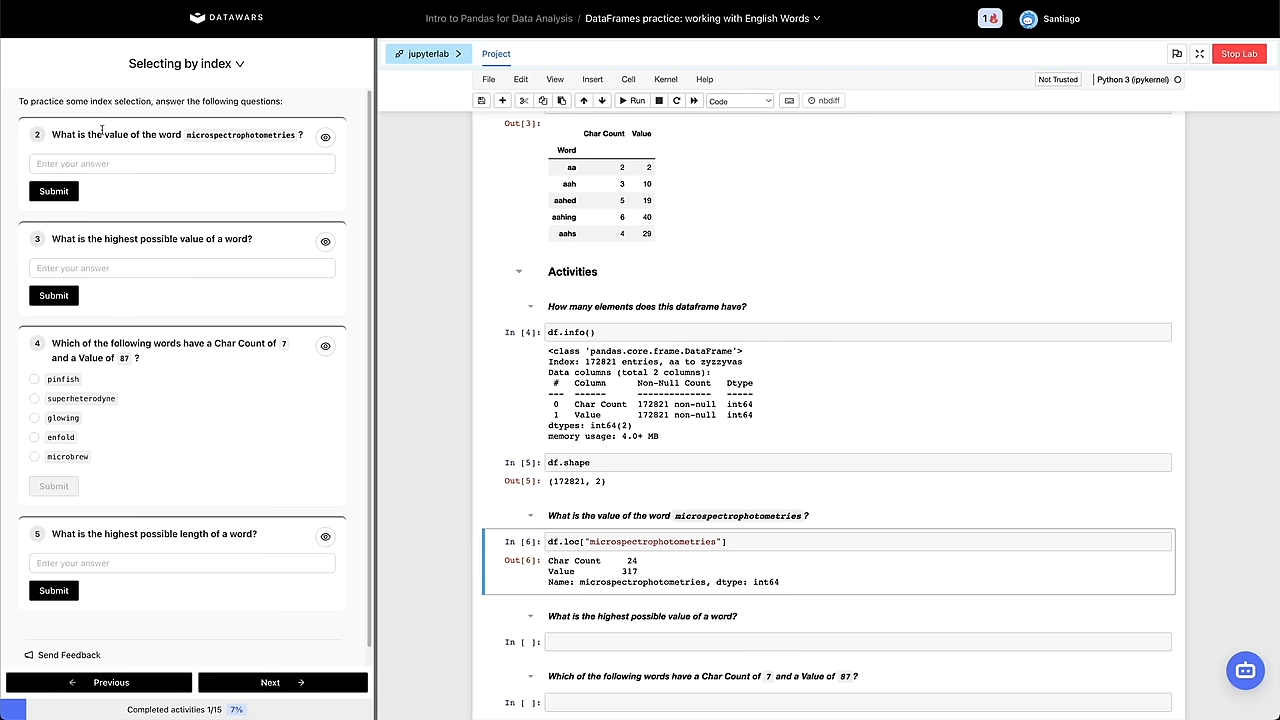 DATAWARS
Intro to Pandas for Data Analysis / DataFrames practice: working with English Words
1
Santiago
Selecting by index
To practice some index selection, answer the following questions:
2 What is the value of the word microspectrophotometries ?
Enter your answer
Submit
3 What is the highest possible value of a word?
Enter your answer
Submit
4 Which of the following words have a Char Count of 7
and a Value of 87 ?
pinfish
superheterodyne
glowing
enfold
microbrew
Submit
5 What is the highest possible length of a word?
Enter your answer
Submit
Send Feedback
Previous
Next
Completed activities 1/15 7%
jupyterlab
Project
Stop Lab
File Edit View Insert Cell Kernel Help
Not Trusted
Python 3 (ipykernel)
Run
Code
nbdiff
Out[3]:
Char Count Value
Word
aa 2 2
aah 3 10
aahed 5 19
aahing 6 40
aahs 4 29
Activities
How many elements does this dataframe have?
In [4]: df.info()
<class 'pandas.core.frame.DataFrame'>
Index: 172821 entries, aa to zyzzyvas
Data columns (total 2 columns):
# Column Non-Null Count Dtype
--- ------ -------------- -----
0 Char Count 172821 non-null int64
1 Value 172821 non-null int64
dtypes: int64(2)
memory usage: 4.0+ MB
In [5]: df.shape
Out[5]: (172821, 2)
What is the value of the word microspectrophotometries?
In [6]: df.loc["microspectrophotometries"]
Out[6]: Char Count 24
Value 317
Name: microspectrophotometries, dtype: int64
What is the highest possible value of a word?
In [ ]:
Which of the following words have a Char Count of 7 and a Value of 87?
In [ ]: